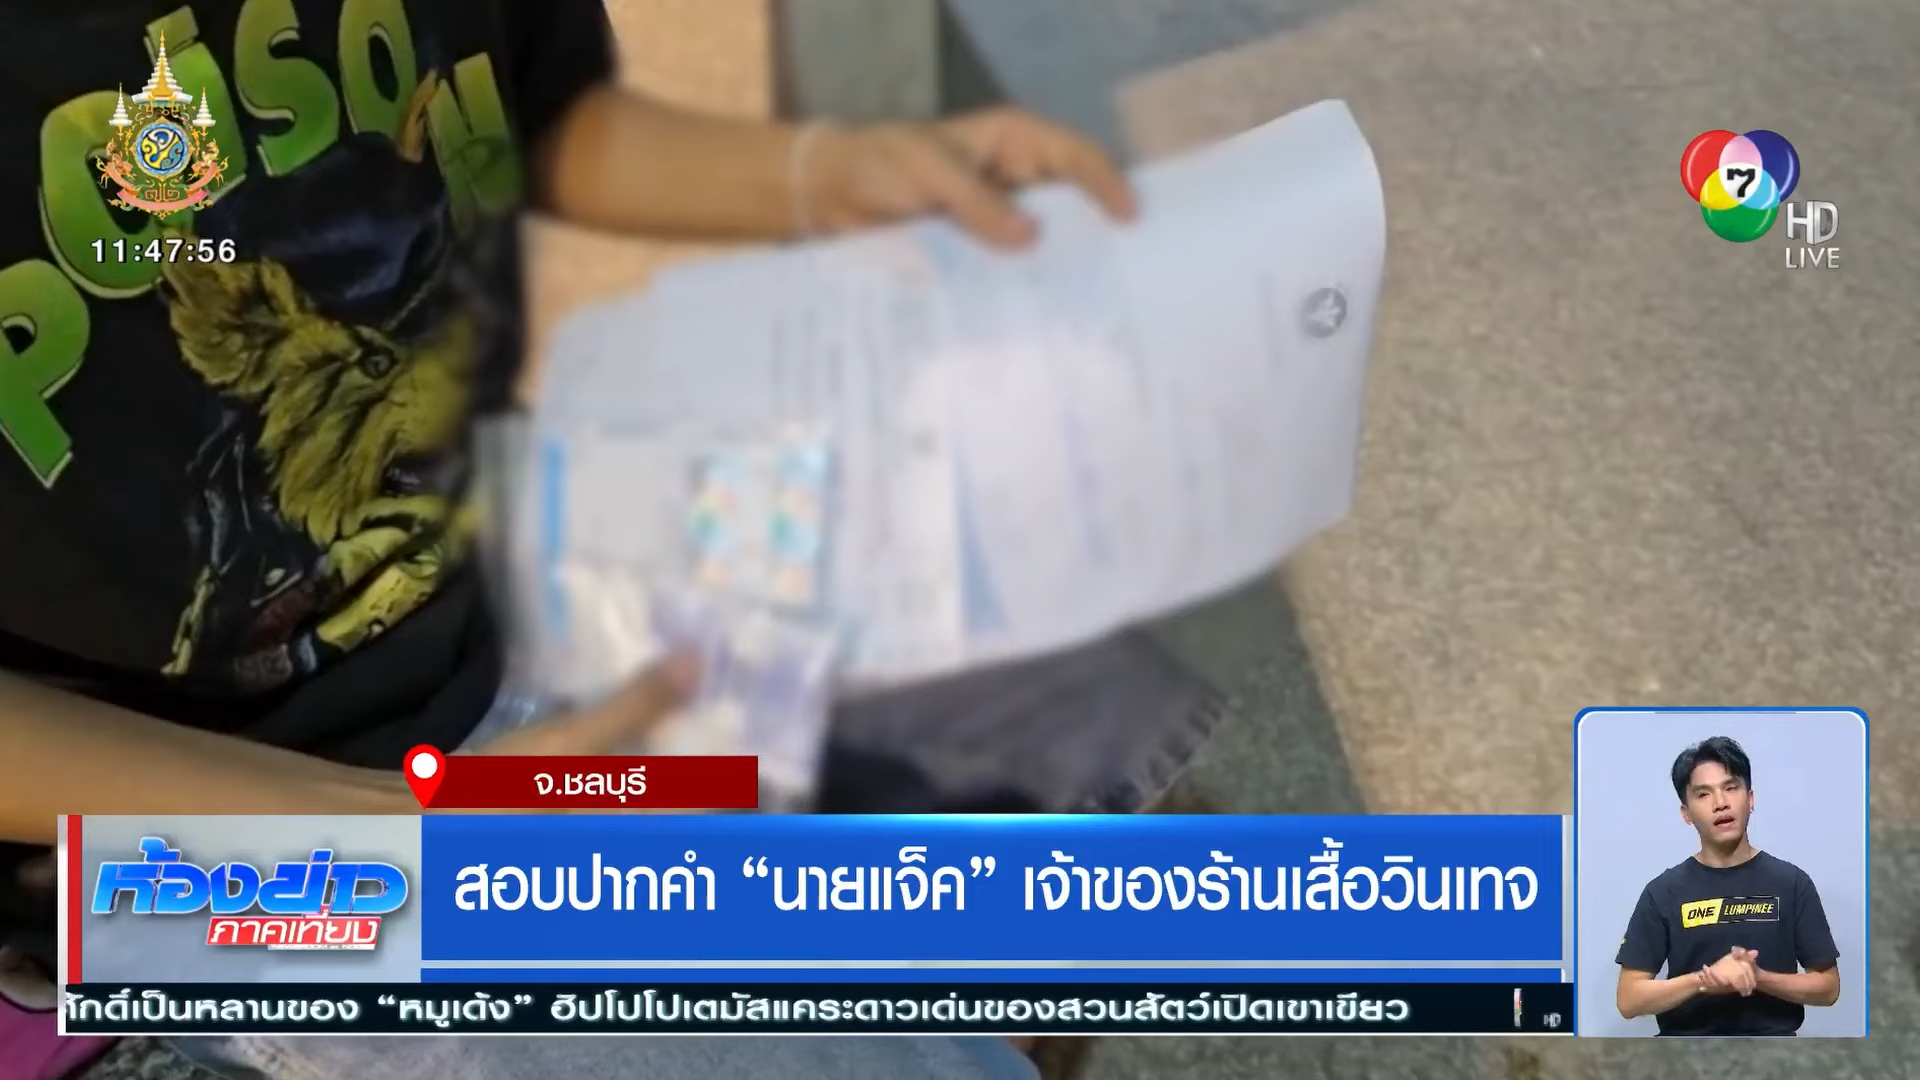 POISON
๗๒
11:47:56
7
HD
LIVE
จ.ชลบุรี
ห้องข่าว
ภาคเที่ยง
สอบปากคำ “นายแจ็ค” เจ้าของร้านเสื้อวินเทจ
ONE LUMPINEE
ศักดิ์เป็นหลานของ “หมูเด้ง” ฮิปโปโปเตมัสแคระดาวเด่นของสวนสัตว์เปิดเขาเขียว
HD